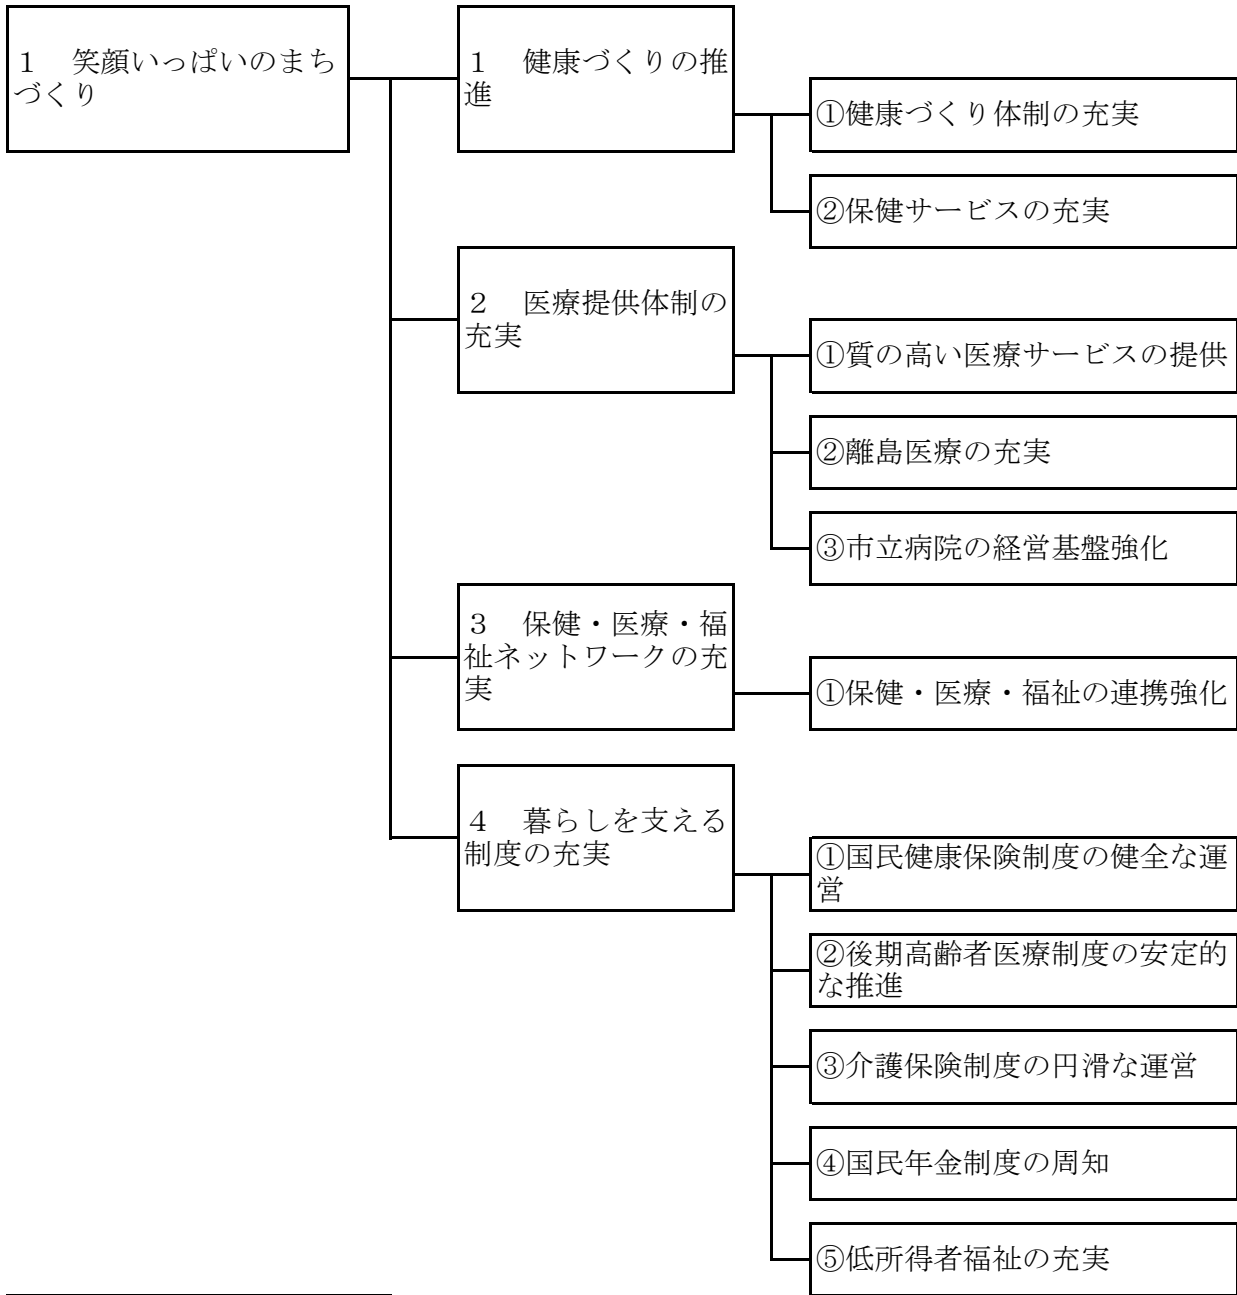 １　笑顔いっぱいのまち
づくり
１　健康づくりの推
進
①健康づくり体制の充実
②保健サービスの充実
２　医療提供体制の
充実
①質の高い医療サービスの提供
②離島医療の充実
③市立病院の経営基盤強化
３　保健・医療・福
祉ネットワークの充
実
①保健・医療・福祉の連携強化
４　暮らしを支える
制度の充実
①国民健康保険制度の健全な運
営
②後期高齢者医療制度の安定的
な推進
③介護保険制度の円滑な運営
④国民年金制度の周知
⑤低所得者福祉の充実